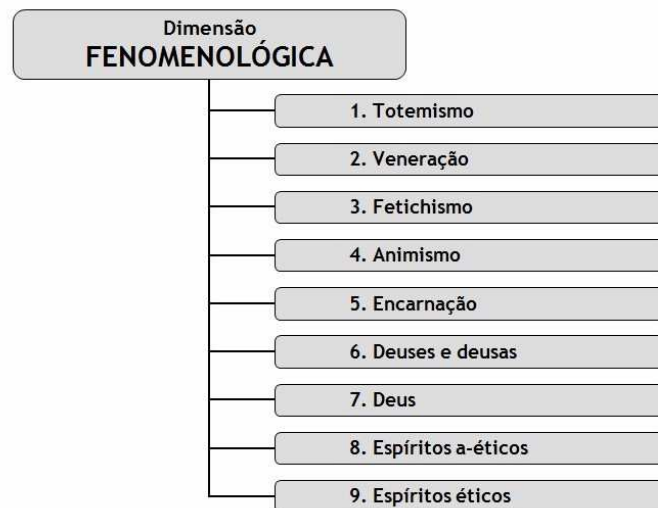 Dimensão
FENOMENOLÓGICA
1. Totemismo
2. Veneração
3. Fetichismo
4. Animismo
5. Encarnação
6. Deuses e deusas
7. Deus
8. Espíritos a-éticos
9. Espíritos éticos